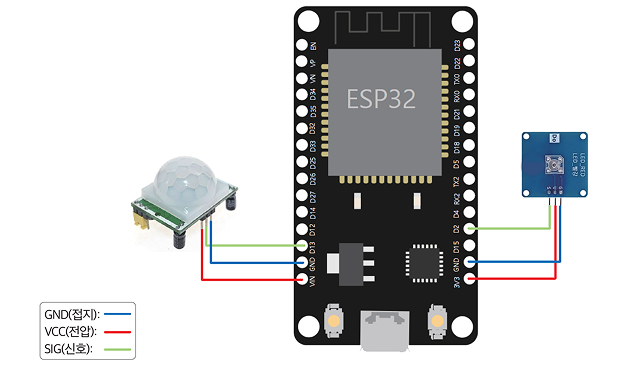 EN
VP
VN
D34
D35
D32
D33
D25
D26
D27
D14
D12
D13
GND
VIN
ESP32
D23
D22
TX0
RX0
D21
D19
D18
D5
TX2
RX2
D4
D2
D15
GND
3V3
LED_RED
GND(접지):
VCC(전압):
SIG(신호):